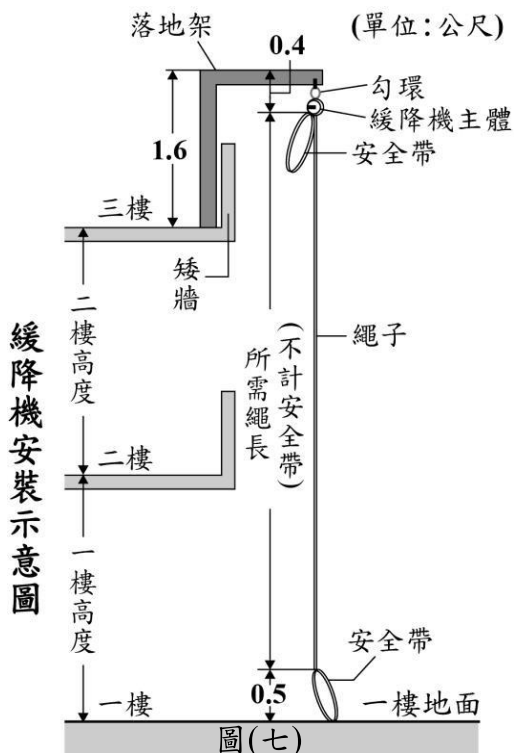 落地架
(單位:公尺)
0.4
勾環
緩降機主體
安全帶
1.6
三樓
矮牆
二樓高度
緩降機安裝示意圖
所需繩長
(不計安全帶)
繩子
二樓
一樓高度
安全帶
0.5
一樓
一樓地面
圖(七)